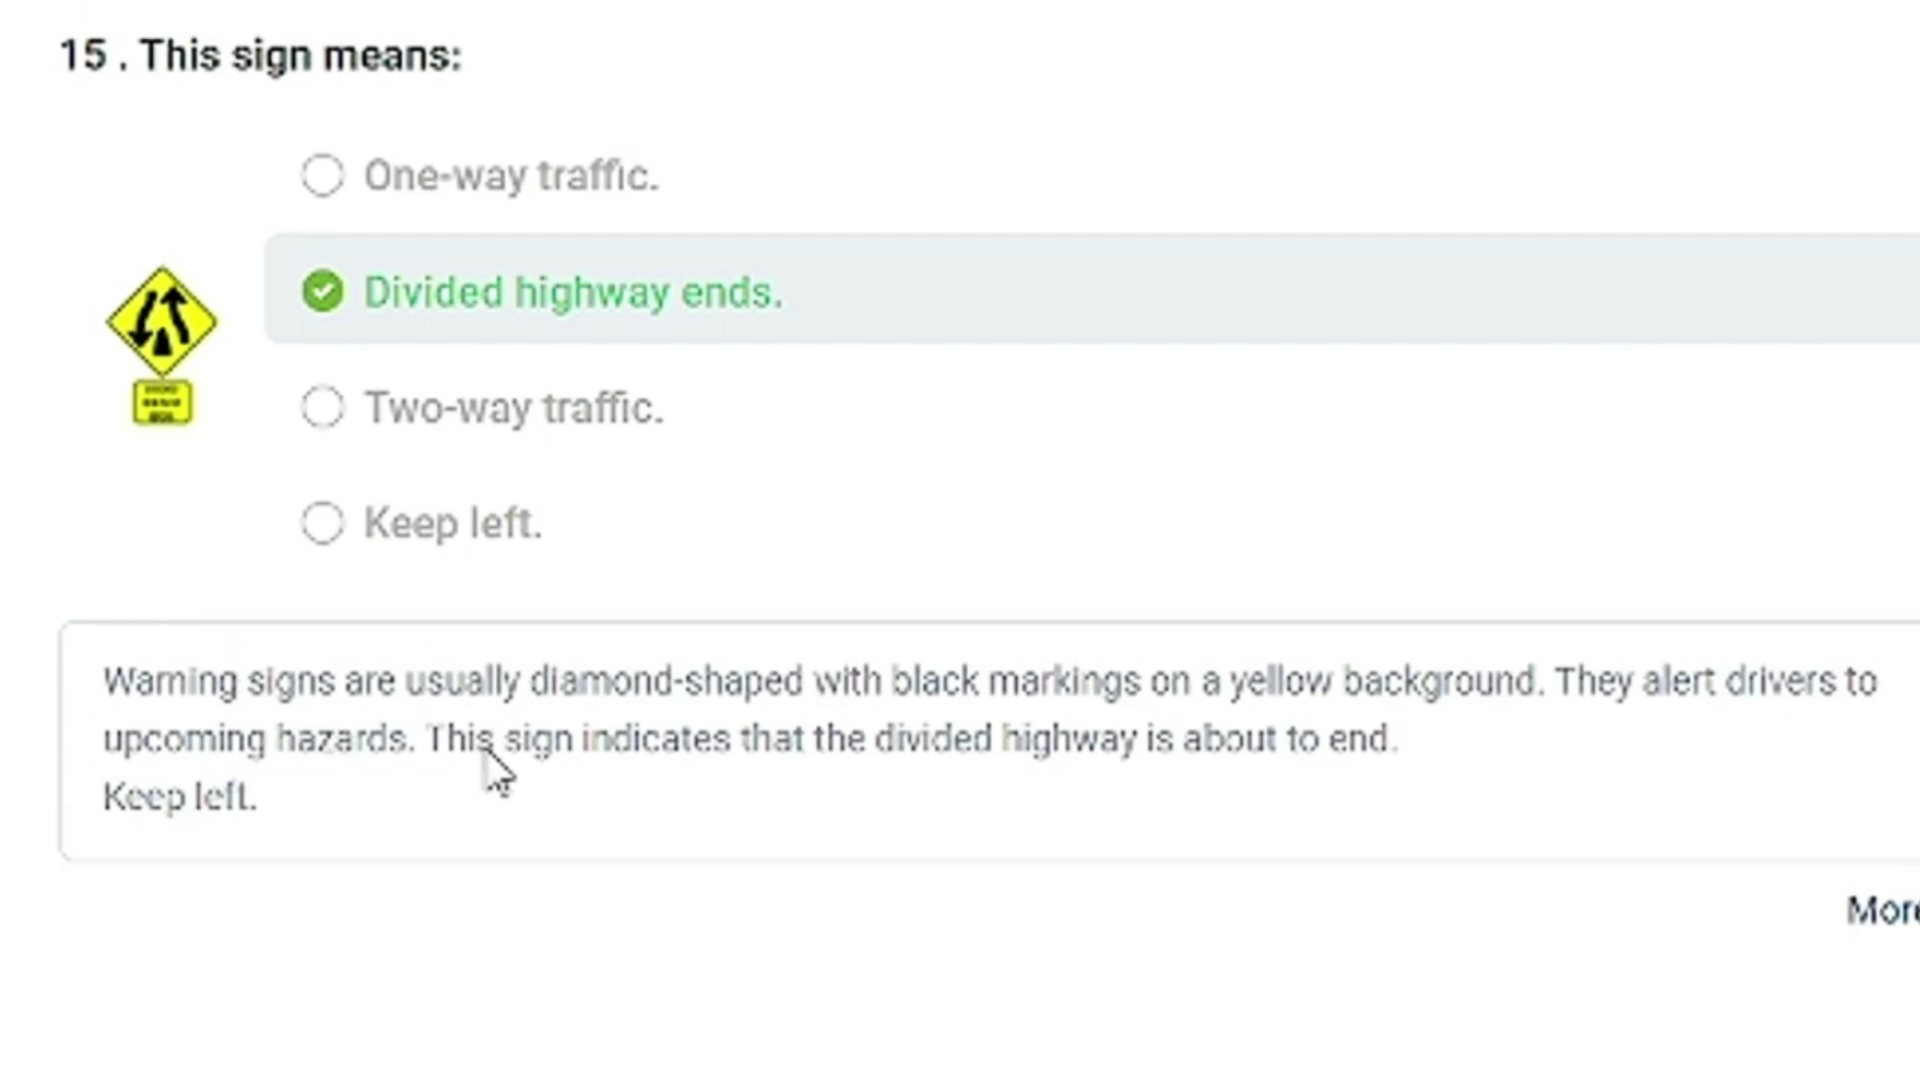 15 . This sign means:
One-way traffic.
Divided highway ends.
Two-way traffic.
Keep left.
Warning signs are usually diamond-shaped with black markings on a yellow background. They alert drivers to
upcoming hazards. This sign indicates that the divided highway is about to end.
Keep left.
More